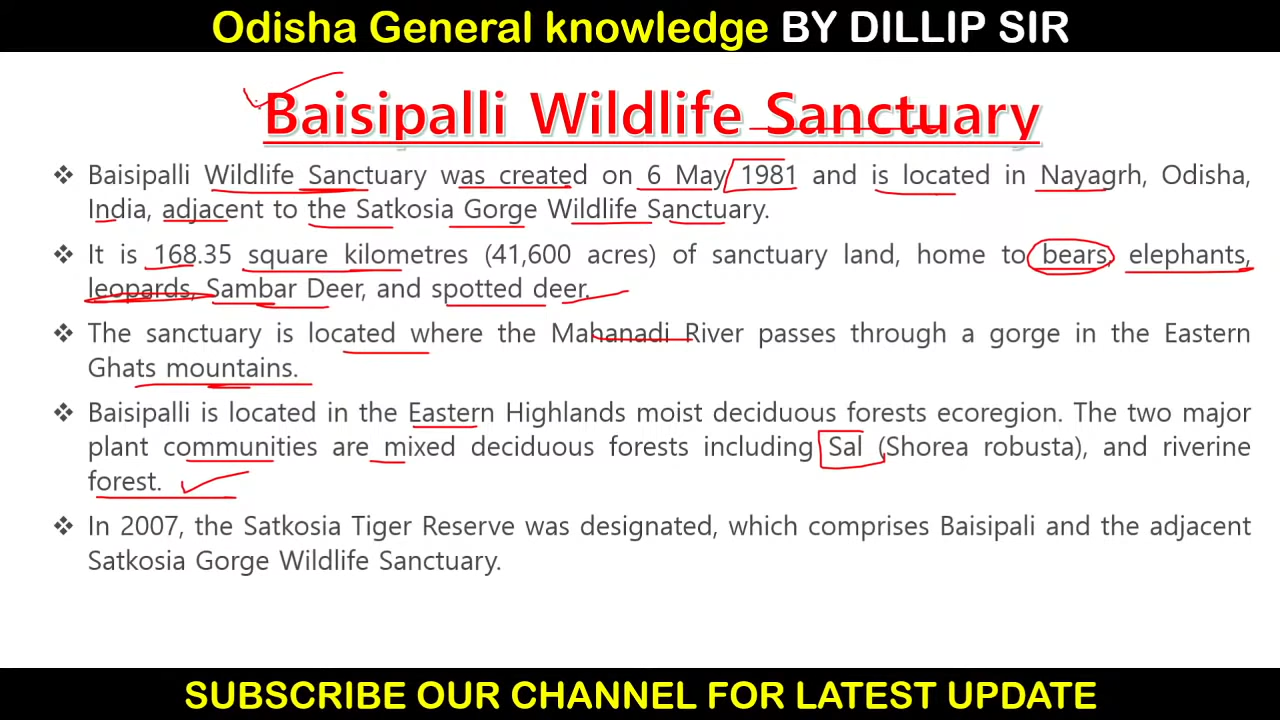 Odisha General knowledge BY DILLIP SIR
Baisipalli Wildlife Sanctuary
❖ Baisipalli Wildlife Sanctuary was created on 6 May 1981 and is located in Nayagrh, Odisha,
India, adjacent to the Satkosia Gorge Wildlife Sanctuary.
❖ It is 168.35 square kilometres (41,600 acres) of sanctuary land, home to bears, elephants,
leopards, Sambar Deer, and spotted deer.
❖ The sanctuary is located where the Mahanadi River passes through a gorge in the Eastern
Ghats mountains.
❖ Baisipalli is located in the Eastern Highlands moist deciduous forests ecoregion. The two major
plant communities are mixed deciduous forests including Sal (Shorea robusta), and riverine
forest.
❖ In 2007, the Satkosia Tiger Reserve was designated, which comprises Baisipali and the adjacent
Satkosia Gorge Wildlife Sanctuary.
SUBSCRIBE OUR CHANNEL FOR LATEST UPDATE